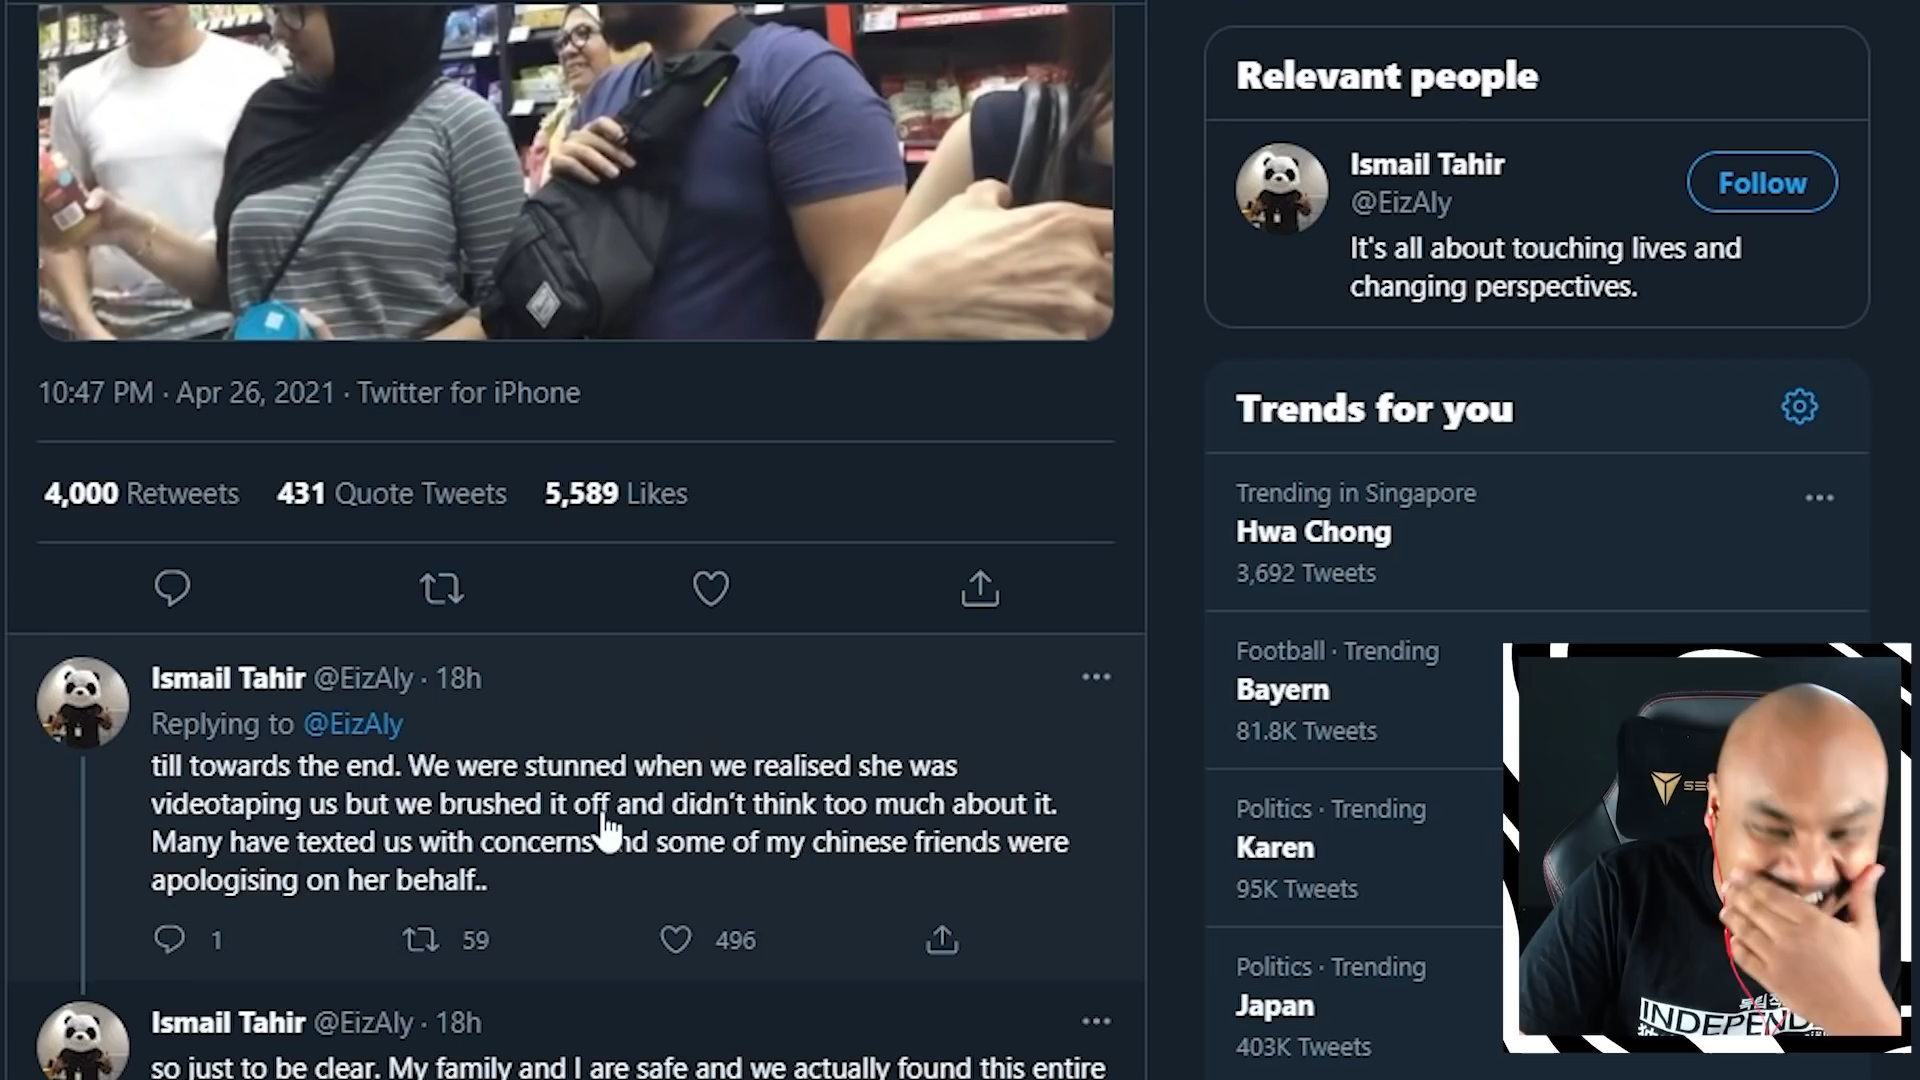 10:47 PM · Apr 26, 2021 · Twitter for iPhone
4,000 Retweets 431 Quote Tweets 5,589 Likes
Ismail Tahir @EizAly · 18h
Replying to @EizAly
till towards the end. We were stunned when we realised she was
videotaping us but we brushed it off and didn't think too much about it.
Many have texted us with concerns and some of my chinese friends were
apologising on her behalf..
1 59 496
Ismail Tahir @EizAly · 18h
so just to be clear. My family and I are safe and we actually found this entire
Relevant people
Ismail Tahir
@EizAly
Follow
It's all about touching lives and
changing perspectives.
Trends for you
Trending in Singapore
Hwa Chong
3,692 Tweets
Football · Trending
Bayern
81.8K Tweets
Politics · Trending
Karen
95K Tweets
Politics · Trending
Japan
403K Tweets
INDEPEND